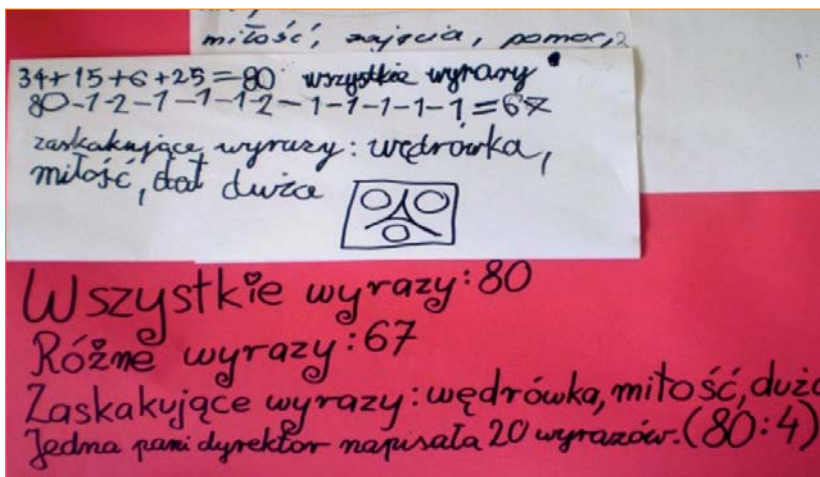 miłość, zajęcia, pomoc, 2
34+15+6+25=80 wszystkie wyrazy
80-1-2-1-1-1-2-1-1-1-1-1=67
zaskakujące wyrazy: wędrówka,
miłość, dał duża
Wszystkie wyrazy: 80
Różne wyrazy: 67
Zaskakujące wyrazy: wędrówka, miłość, duża
Jedna pani dyrektor napisała 20 wyrazów. (80:4)